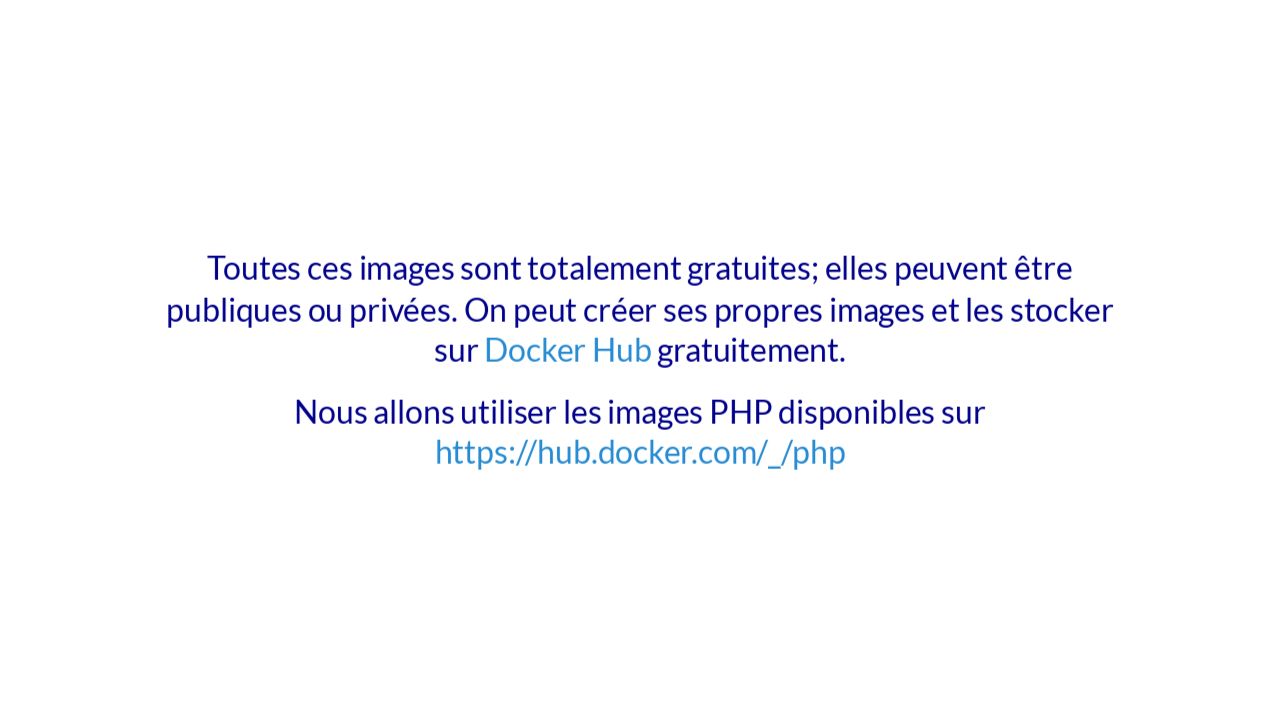 Toutes ces images sont totalement gratuites; elles peuvent être
publiques ou privées. On peut créer ses propres images et les stocker
sur Docker Hub gratuitement.
Nous allons utiliser les images PHP disponibles sur
https://hub.docker.com/_/php